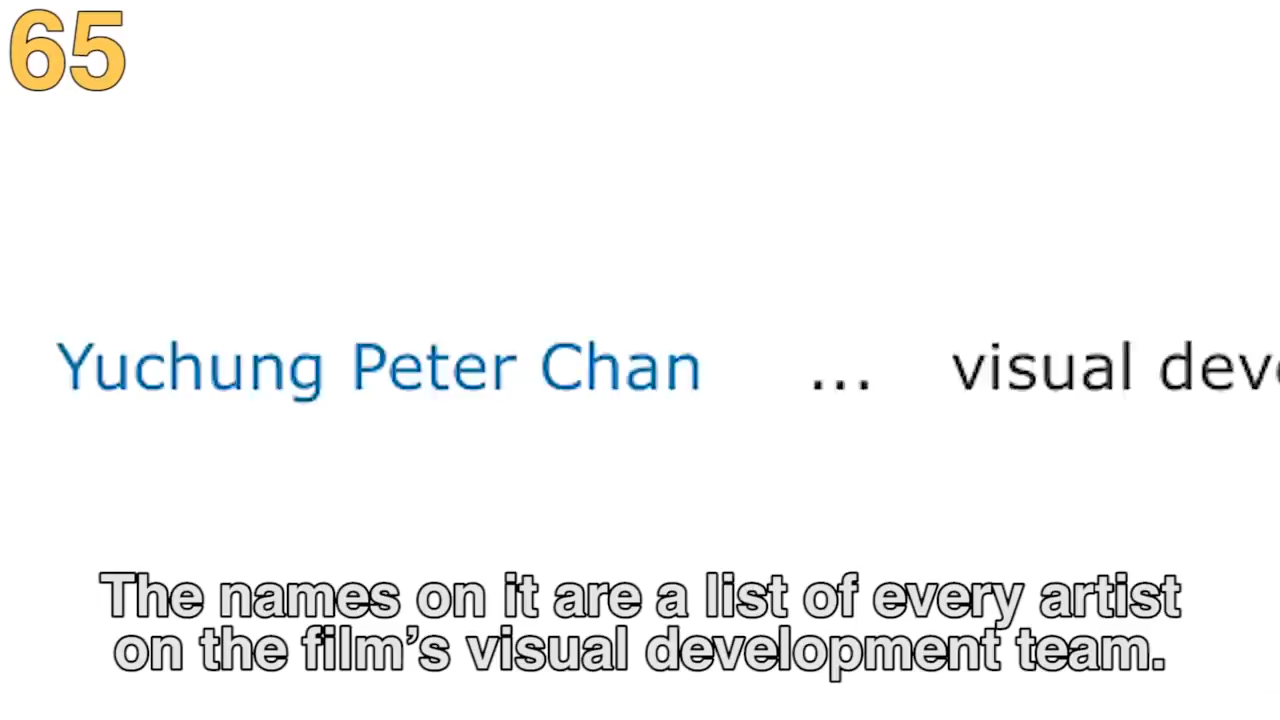 65
Yuchung Peter Chan ... visual deve
The names on it are a list of every artist
on the film’s visual development team.